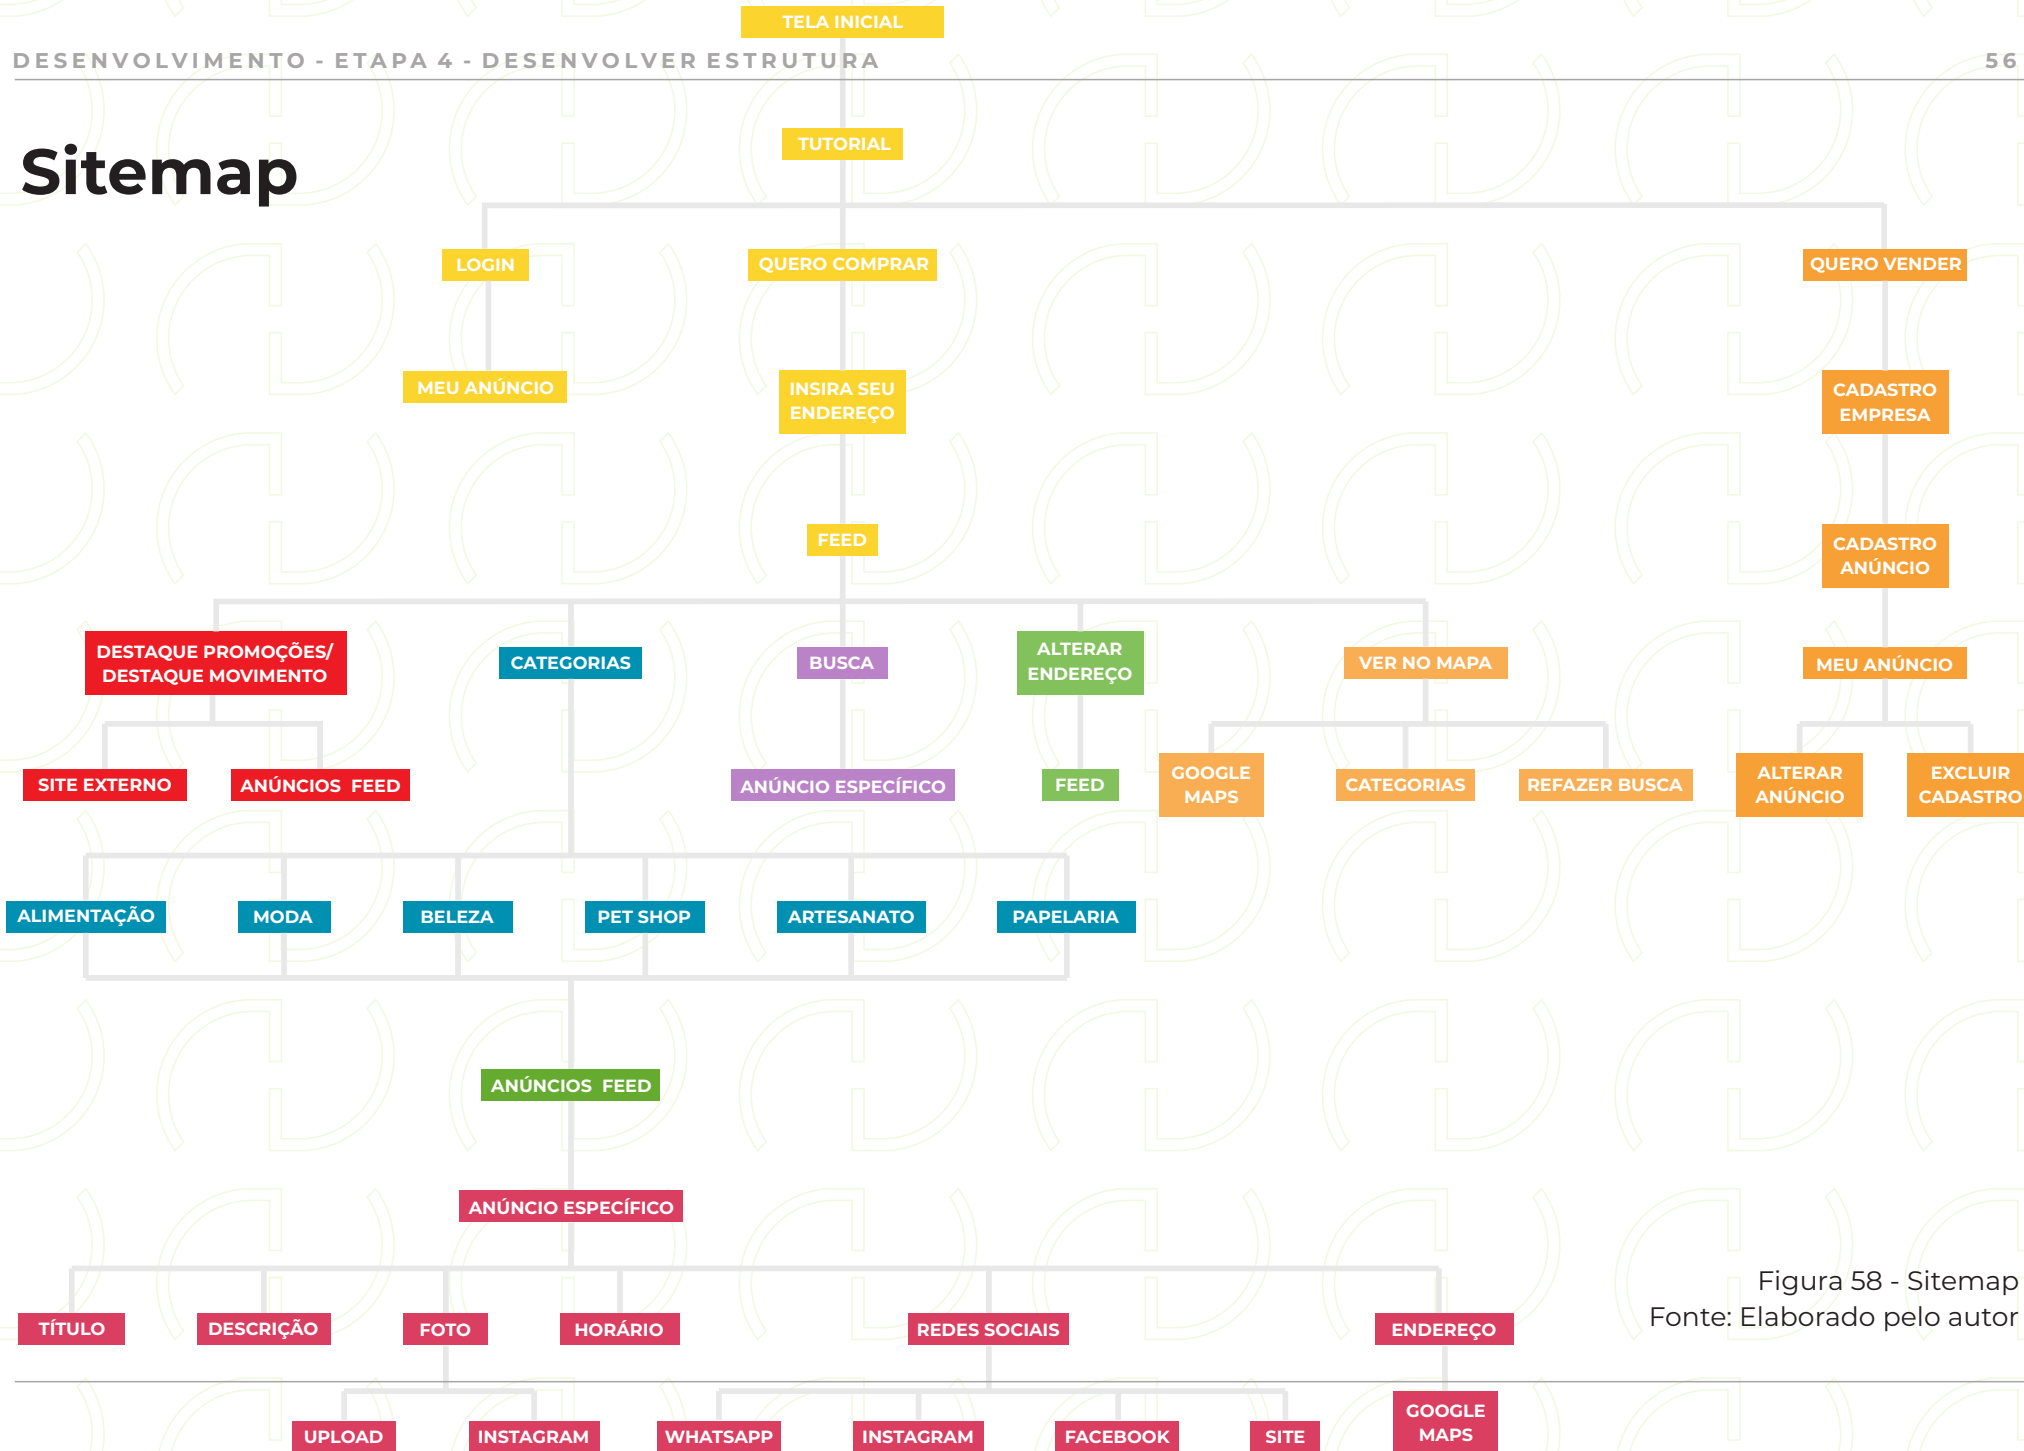 TELA INICIAL
DESENVOLVIMENTO - ETAPA 4 - DESENVOLVER ESTRUTURA
56
TUTORIAL
Sitemap
LOGIN
QUERO COMPRAR
QUERO VENDER
MEU ANÚNCIO
INSIRA SEU
ENDEREÇO
CADASTRO
EMPRESA
FEED
CADASTRO
ANÚNCIO
DESTAQUE PROMOÇÕES/
DESTAQUE MOVIMENTO
CATEGORIAS
BUSCA
ALTERAR
ENDEREÇO
VER NO MAPA
MEU ANÚNCIO
SITE EXTERNO
ANÚNCIOS FEED
ANÚNCIO ESPECÍFICO
FEED
GOOGLE
MAPS
CATEGORIAS
REFAZER BUSCA
ALTERAR
ANÚNCIO
EXCLUIR
CADASTRO
ALIMENTAÇÃO
MODA
BELEZA
PET SHOP
ARTESANATO
PAPELARIA
ANÚNCIOS FEED
ANÚNCIO ESPECÍFICO
Figura 58 - Sitemap
Fonte: Elaborado pelo autor
TÍTULO
DESCRIÇÃO
FOTO
HORÁRIO
REDES SOCIAIS
ENDEREÇO
UPLOAD
INSTAGRAM
WHATSAPP
INSTAGRAM
FACEBOOK
SITE
GOOGLE
MAPS